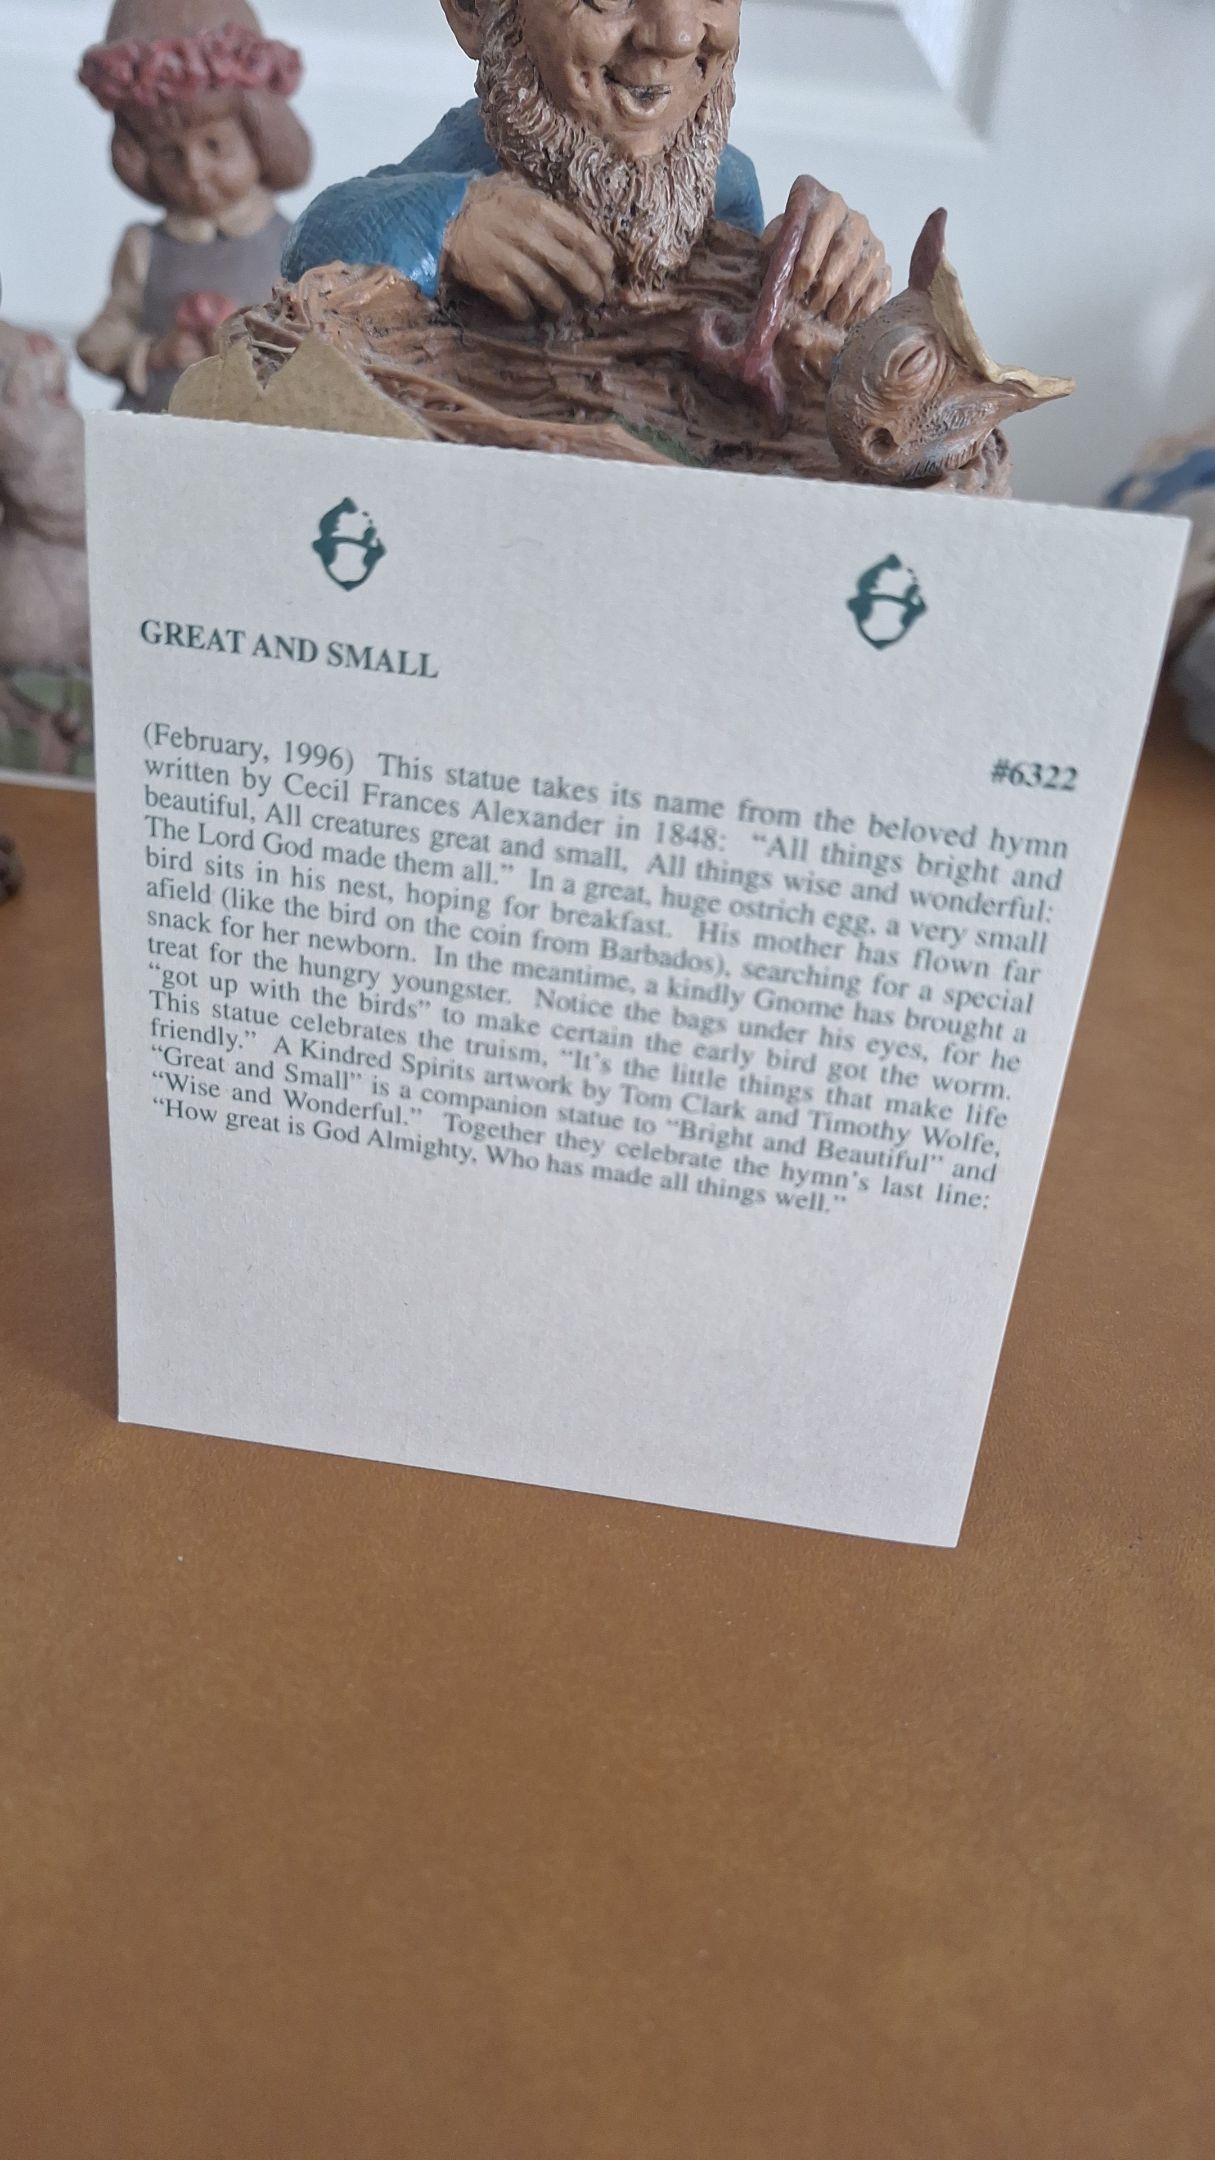 GREAT AND SMALL
#6322
(February, 1996) This statue takes its name from the beloved hymn
written by Cecil Frances Alexander in 1848: “All things bright and
beautiful, All creatures great and small, All things wise and wonderful:
The Lord God made them all.” In a great, huge ostrich egg, a very small
bird sits in his nest, hoping for breakfast. His mother has flown far
afield (like the bird on the coin from Barbados), searching for a special
snack for her newborn. In the meantime, a kindly Gnome has brought a
treat for the hungry youngster. Notice the bags under his eyes, for he
“got up with the birds” to make certain the early bird got the worm.
This statue celebrates the truism, “It’s the little things that make life
friendly.” A Kindred Spirits artwork by Tom Clark and Timothy Wolfe,
“Great and Small” is a companion statue to “Bright and Beautiful” and
“Wise and Wonderful.” Together they celebrate the hymn’s last line:
“How great is God Almighty, Who has made all things well.”